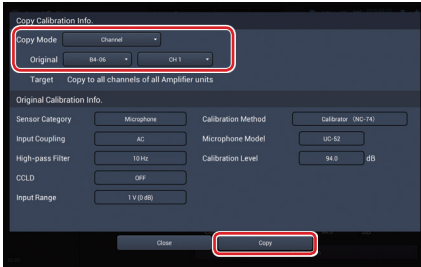 Copy Calibration Info.
Copy Mode Channel
Original B4-06 CH 1
Target Copy to all channels of all Amplifier units
Original Calibration Info.
Sensor Category Microphone Calibration Method Calibrator (NC-74)
Input Coupling AC Microphone Model UC-52
High-pass Filter 10 Hz Calibration Level 94.0 dB
CCLD OFF
Input Range 1 V (0 dB)
Close Copy